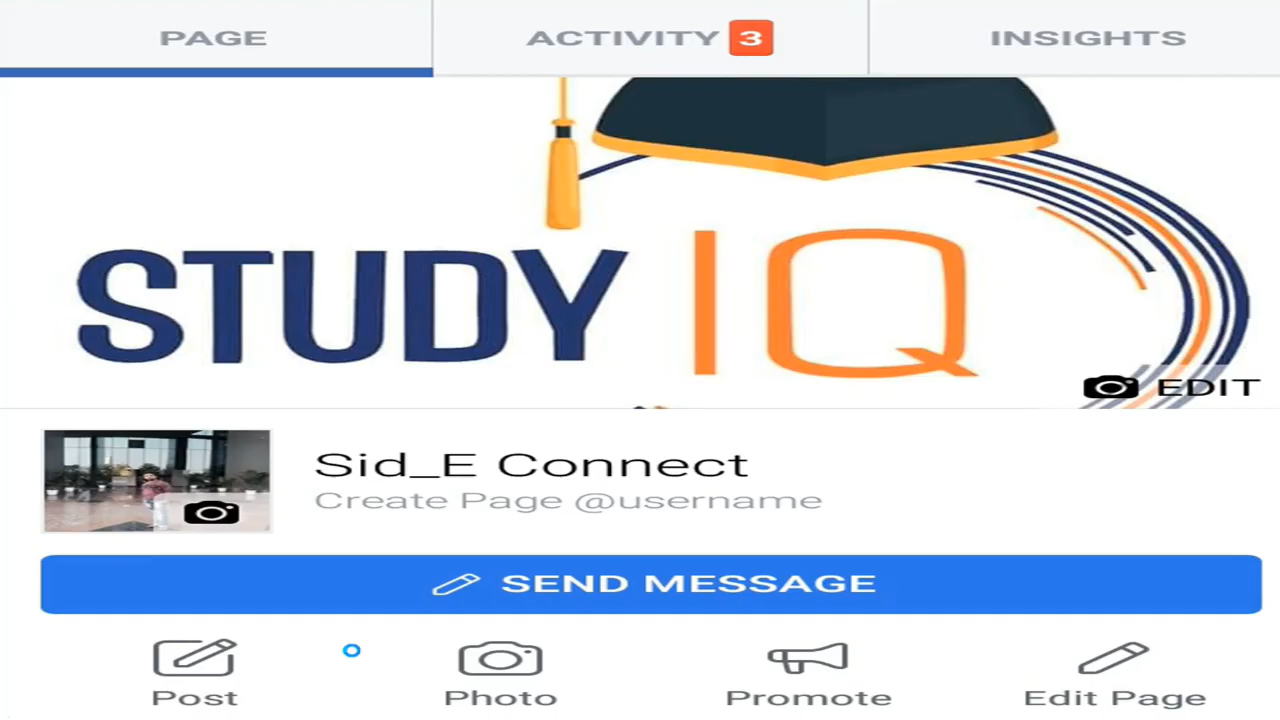 PAGE
ACTIVITY 3
INSIGHTS
STUDY IQ
EDIT
Sid_E Connect
Create Page @username
SEND MESSAGE
Post
Photo
Promote
Edit Page